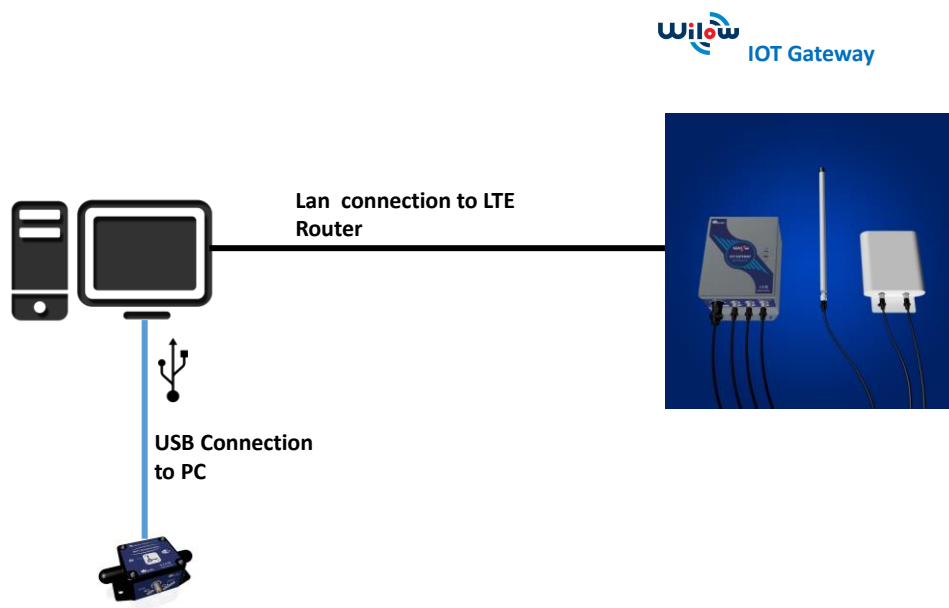 Wilow
IOT Gateway
Lan connection to LTE
Router
USB Connection
to PC